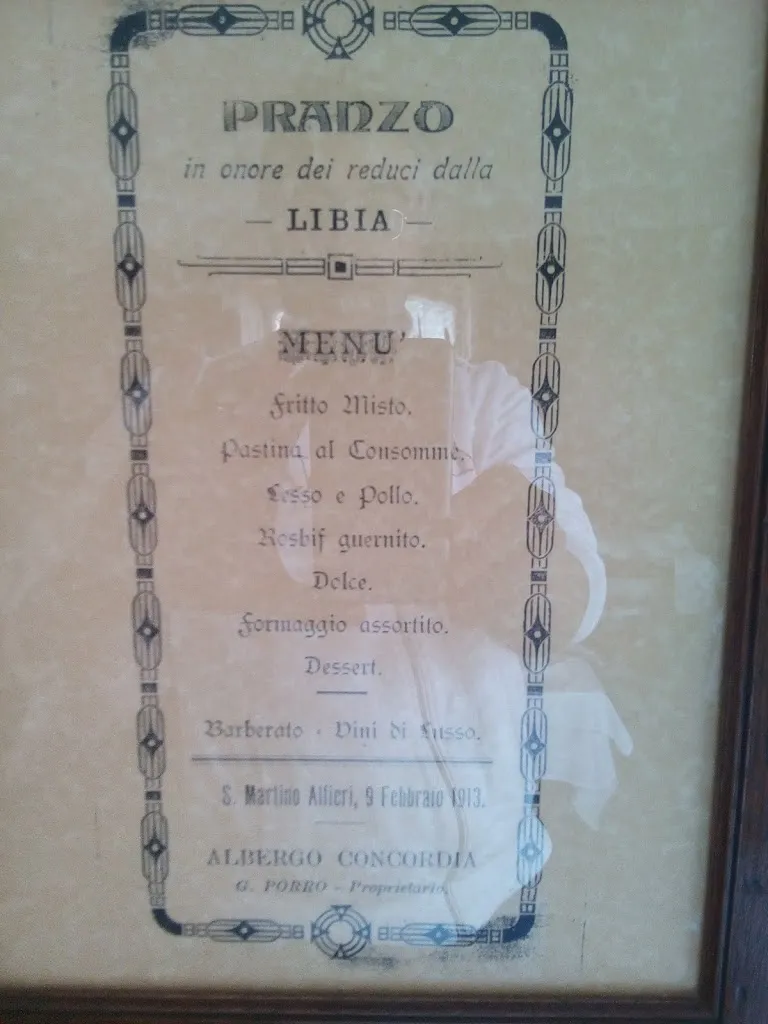 PRANZO
in onore dei reduci dalla
— LIBIA —
MENU'
Fritto Misto.
Pastina al Consommè.
Lesso e Pollo.
Rosbif guernito.
Dolce.
Formaggio assortito.
Dessert.
Barberato - Vini di Lusso.
S. Martino Alfieri, 9 Febbraio 1913.
ALBERGO CONCORDIA
G. PORRO - Proprietario.